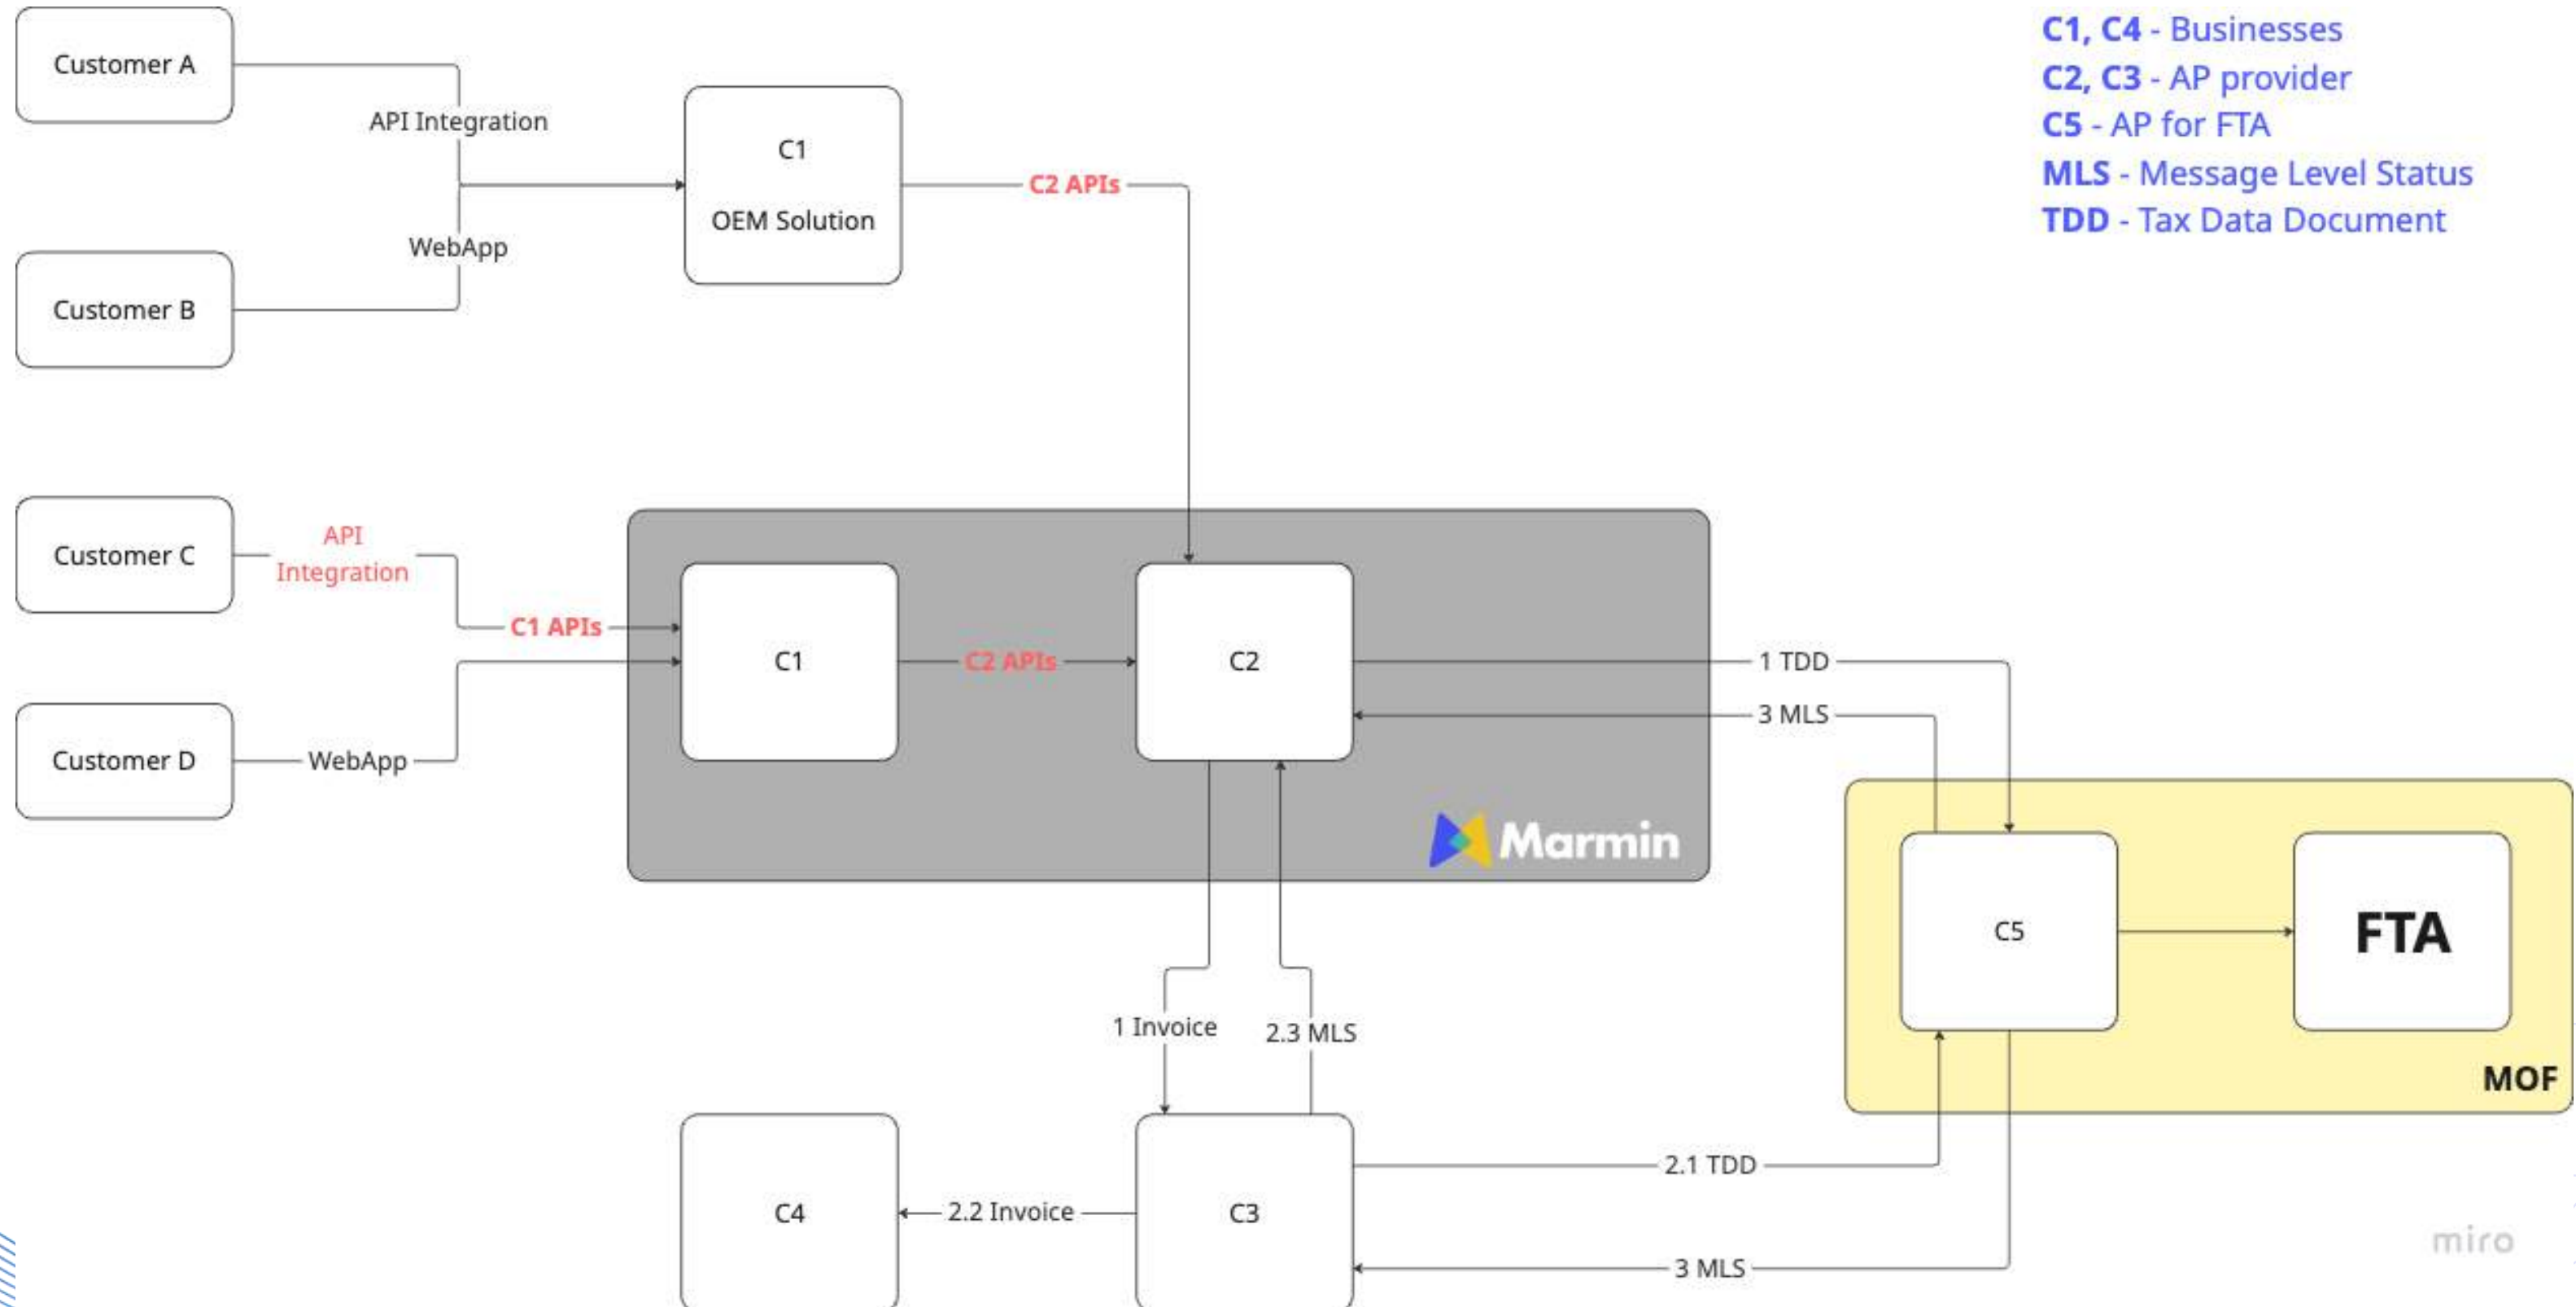 Customer A
API Integration
WebApp
Customer B
C1
OEM Solution
C2 APIs
C1, C4 - Businesses
C2, C3 - AP provider
C5 - AP for FTA
MLS - Message Level Status
TDD - Tax Data Document
Customer C
API
Integration
C1 APIs
Customer D
WebApp
C1
C2 APIs
C2
Marmin
1 TDD
3 MLS
C5
FTA
MOF
1 Invoice
2.3 MLS
C4
2.2 Invoice
C3
2.1 TDD
3 MLS
miro